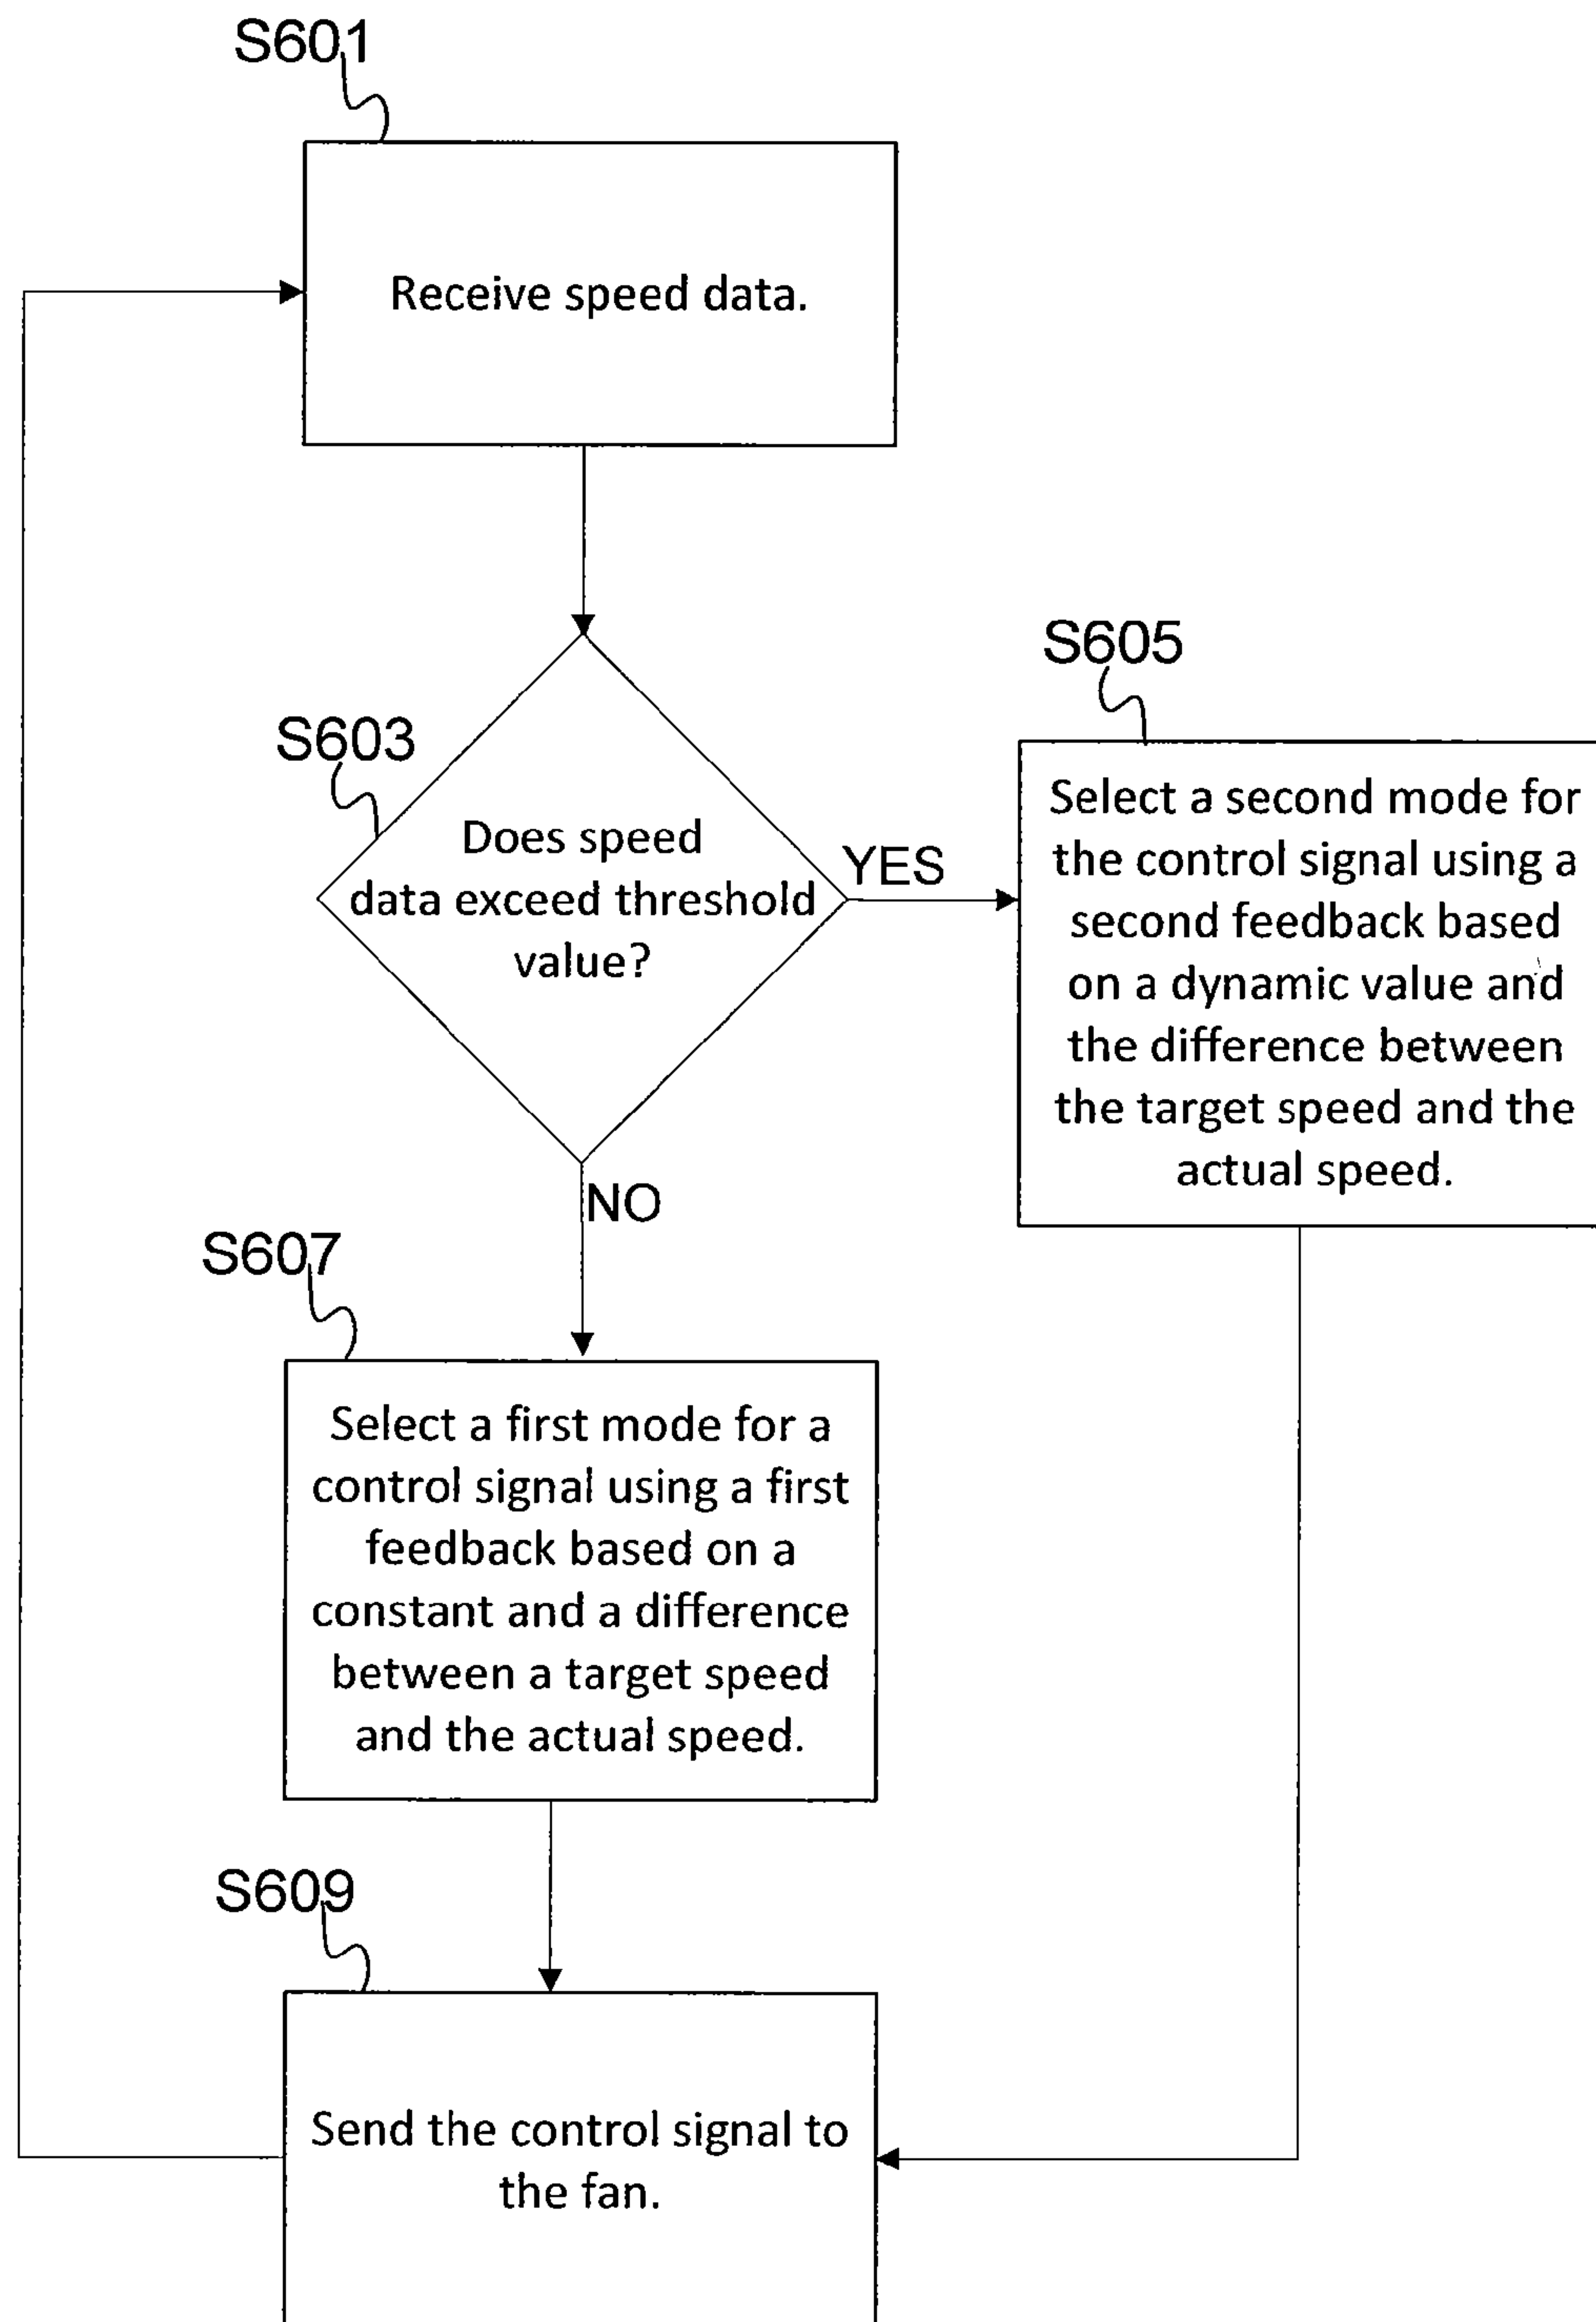 S601
Receive speed data.
S603
Does speed
data exceed threshold
value?
YES
S605
Select a second mode for
the control signal using a
second feedback based
on a dynamic value and
the difference between
the target speed and the
actual speed.
NO
S607
Select a first mode for a
control signal using a first
feedback based on a
constant and a difference
between a target speed
and the actual speed.
S609
Send the control signal to
the fan.